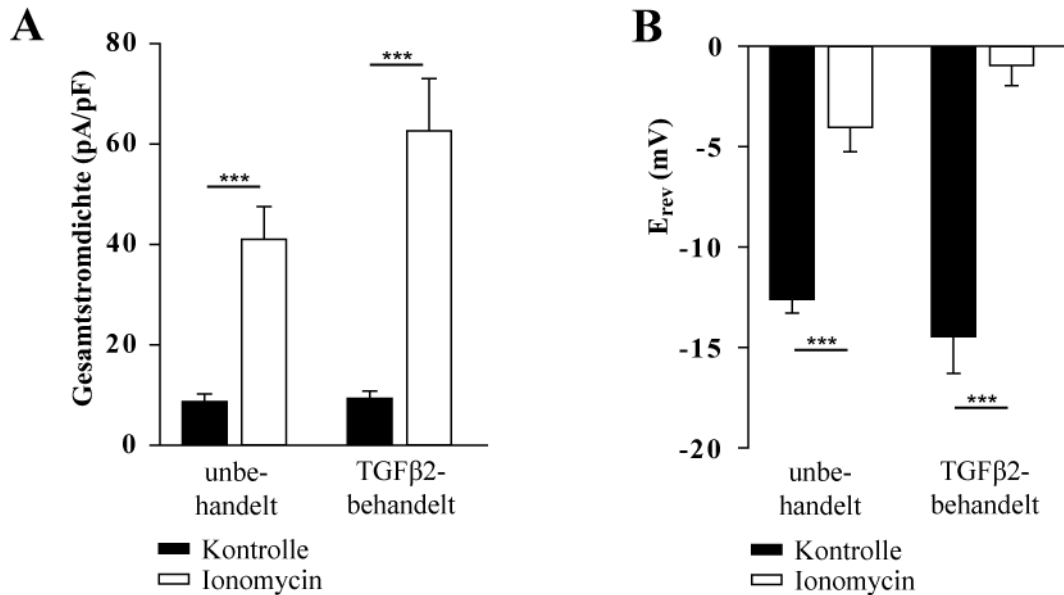 A
Gesamtstromdichte (pA/pF)
80
60
40
20
0
***
***
unbe-
handelt
TGFβ2-
behandelt
Kontrolle
Ionomycin
B
E_rev (mV)
0
-5
-10
-15
-20
***
***
unbe-
handelt
TGFβ2-
behandelt
Kontrolle
Ionomycin